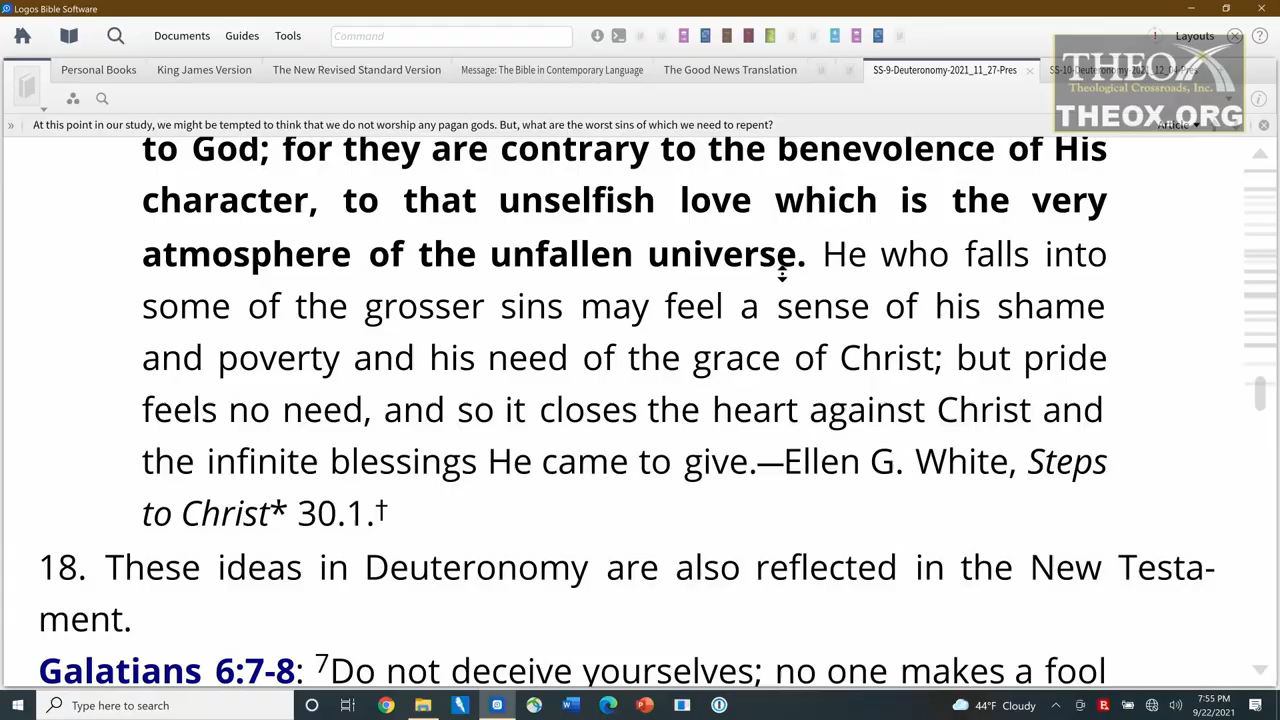 Logos Bible Software
Documents Guides Tools Command Layouts
Personal Books King James Version The New Revised Standard ssage: The Bible in Contemporary Language The Good News Translation SS-9-Deuteronomy-2021_11_27-Pres SS-10-Deuteronomy-2021_12_04-Pres
THEOX
Theological Crossroads, Inc.
THEOX.ORG
At this point in our study, we might be tempted to think that we do not worship any pagan gods. But, what are the worst sins of which we need to repent? Article
to God; for they are contrary to the benevolence of His
character, to that unselfish love which is the very
atmosphere of the unfallen universe. He who falls into
some of the grosser sins may feel a sense of his shame
and poverty and his need of the grace of Christ; but pride
feels no need, and so it closes the heart against Christ and
the infinite blessings He came to give.—Ellen G. White, Steps
to Christ* 30.1.†
18. These ideas in Deuteronomy are also reflected in the New Testa-
ment.
Galatians 6:7-8: 7Do not deceive yourselves; no one makes a fool
Type here to search
44°F Cloudy
7:55 PM
9/22/2021